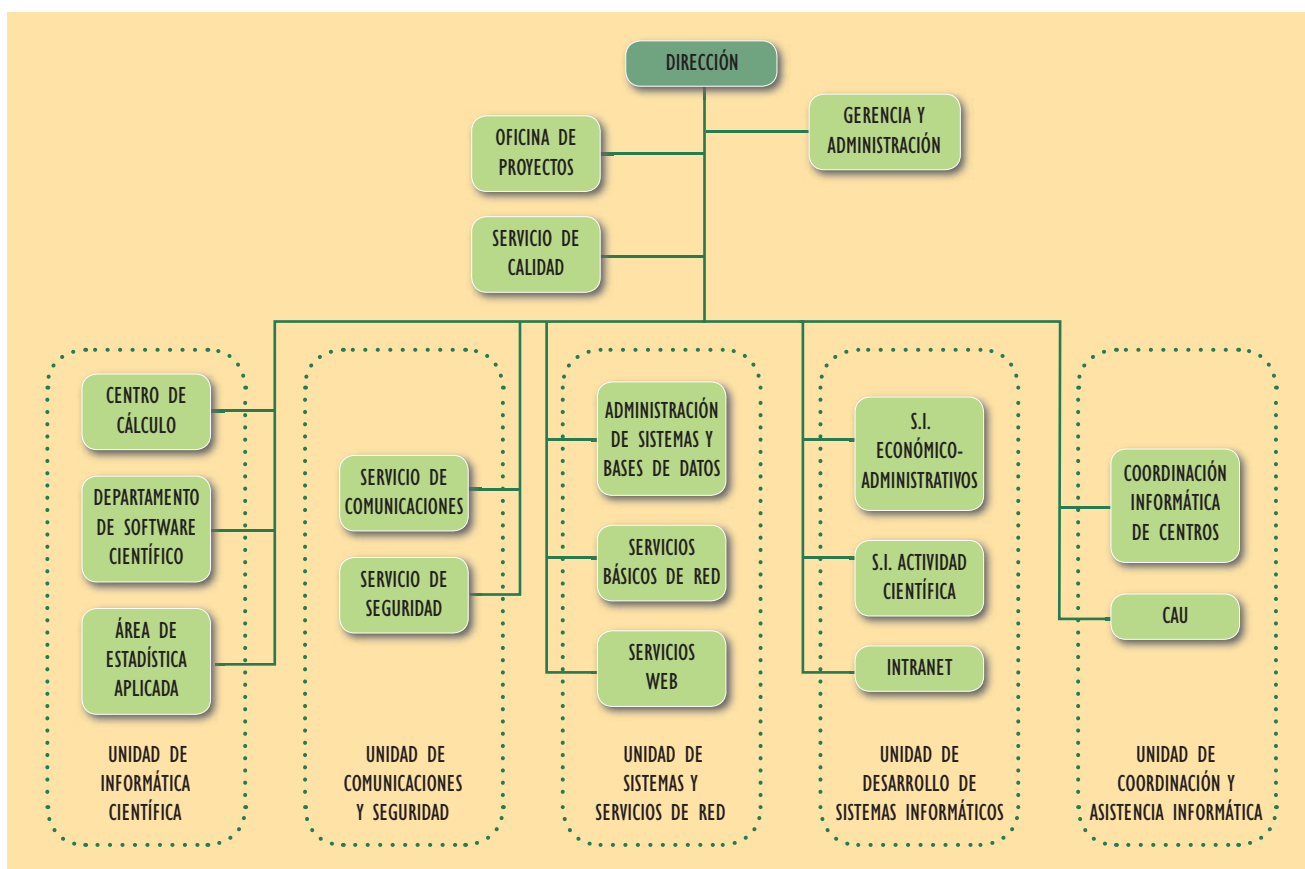 DIRECCIÓN
GERENCIA Y
ADMINISTRACIÓN
OFICINA DE
PROYECTOS
SERVICIO DE
CALIDAD
CENTRO DE
CÁLCULO
DEPARTAMENTO
DE SOFTWARE
CIENTÍFICO
ÁREA DE
ESTADÍSTICA
APLICADA
UNIDAD DE
INFORMÁTICA
CIENTÍFICA
SERVICIO DE
COMUNICACIONES
SERVICIO DE
SEGURIDAD
UNIDAD DE
COMUNICACIONES
Y SEGURIDAD
ADMINISTRACIÓN
DE SISTEMAS Y
BASES DE DATOS
SERVICIOS
BÁSICOS DE RED
SERVICIOS
WEB
UNIDAD DE
SISTEMAS Y
SERVICIOS DE RED
S.I.
ECONÓMICO-
ADMINISTRATIVOS
S.I. ACTIVIDAD
CIENTÍFICA
INTRANET
UNIDAD DE
DESARROLLO DE
SISTEMAS INFORMÁTICOS
COORDINACIÓN
INFORMÁTICA
DE CENTROS
CAU
UNIDAD DE
COORDINACIÓN Y
ASISTENCIA INFORMÁTICA